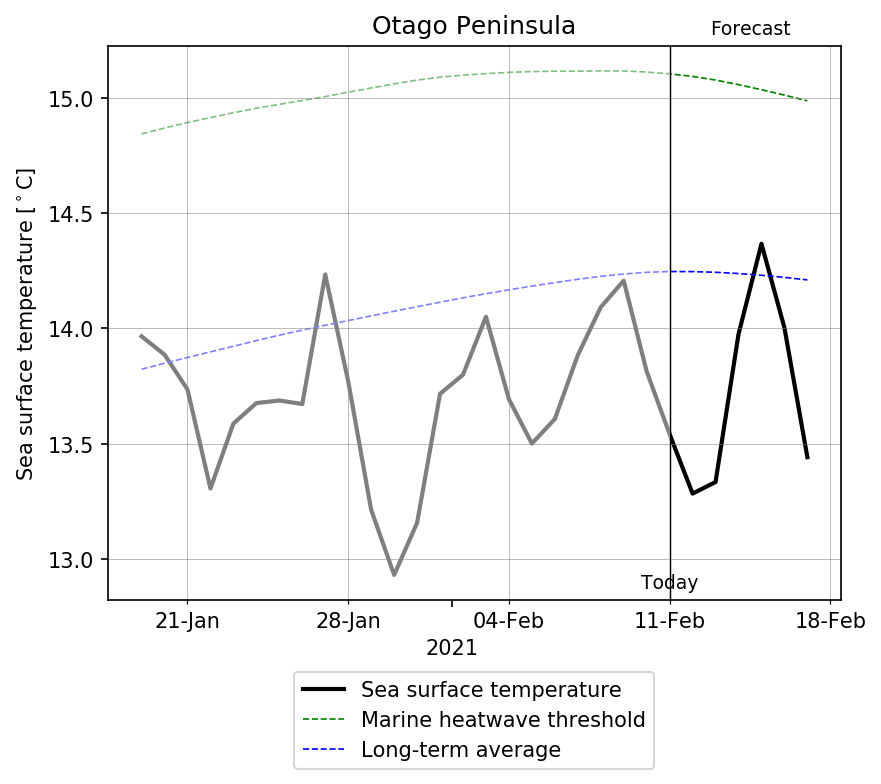 Otago Peninsula
Forecast
Sea surface temperature [°C]
15.0
14.5
14.0
13.5
13.0
Today
21-Jan 28-Jan 04-Feb 11-Feb 18-Feb
2021
Sea surface temperature
Marine heatwave threshold
Long-term average